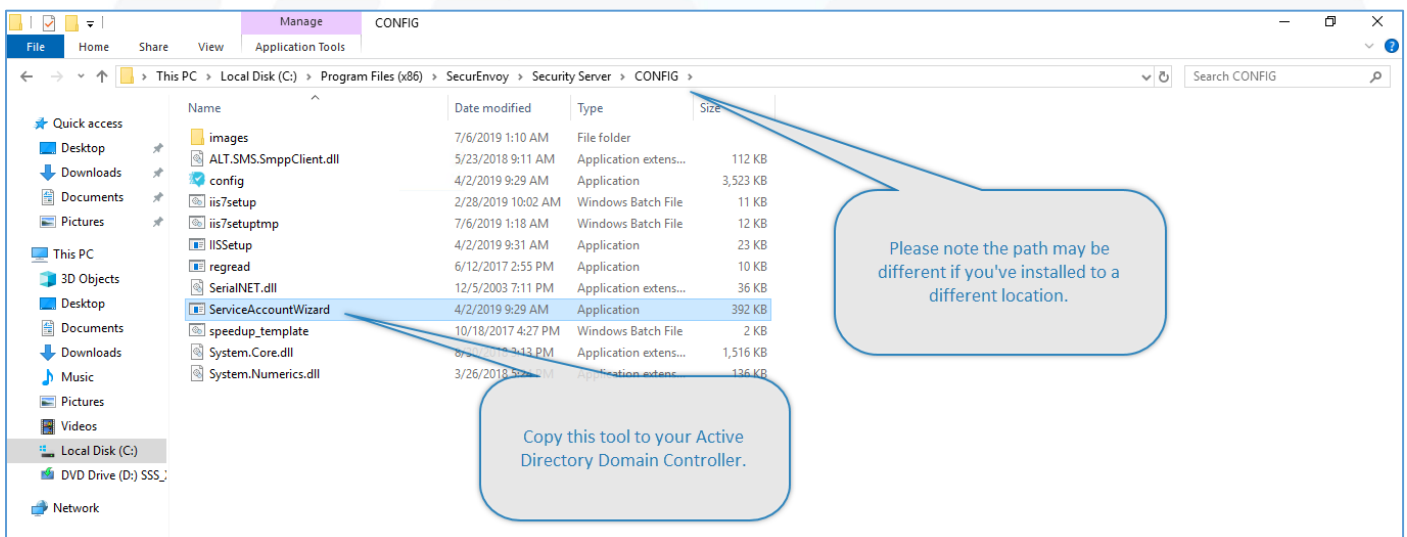 Manage CONFIG
File Home Share View Application Tools
This PC > Local Disk (C:) > Program Files (x86) > SecurEnvoy > Security Server > CONFIG >
Search CONFIG
Quick access
Desktop
Downloads
Documents
Pictures
This PC
3D Objects
Desktop
Documents
Downloads
Music
Pictures
Videos
Local Disk (C:)
DVD Drive (D:) SSS_
Network
Name Date modified Type Size
images 7/6/2019 1:10 AM File folder
ALT.SMS.SmppClient.dll 5/23/2018 9:11 AM Application extens... 112 KB
config 4/2/2019 9:29 AM Application 3,523 KB
iis7setup 2/28/2019 10:02 AM Windows Batch File 11 KB
iis7setuptmp 7/6/2019 1:18 AM Windows Batch File 12 KB
IISSetup 4/2/2019 9:31 AM Application 23 KB
regread 6/12/2017 2:55 PM Application 10 KB
SerialNET.dll 12/5/2003 7:11 PM Application extens... 36 KB
ServiceAccountWizard 4/2/2019 9:29 AM Application 392 KB
speedup_template 10/18/2017 4:27 PM Windows Batch File 2 KB
System.Core.dll PM Application extens... 1,516 KB
System.Numerics.dll 3/26/2018 PM Application extens... 136 KB
Please note the path may be
different if you've installed to a
different location.
Copy this tool to your Active
Directory Domain Controller.